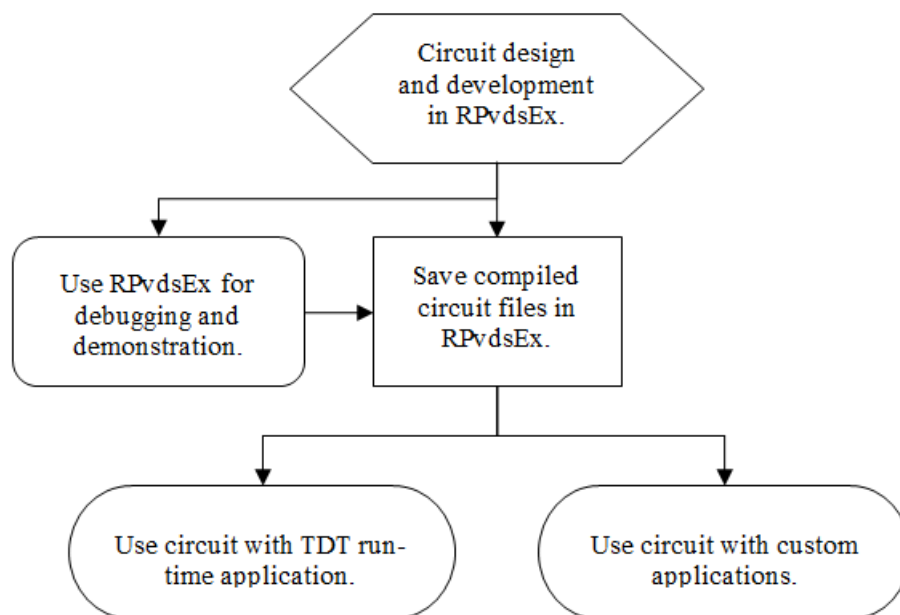 Circuit design
and development
in RPvdsEx.
Use RPvdsEx for
debugging and
demonstration.
Save compiled
circuit files in
RPvdsEx.
Use circuit with TDT run-
time application.
Use circuit with custom
applications.